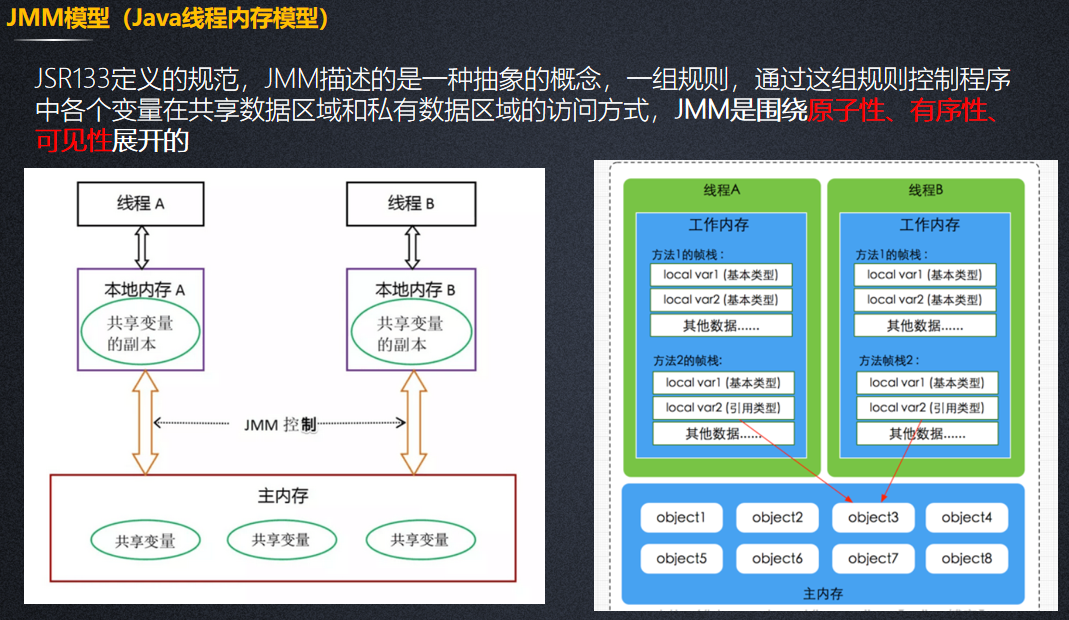 JMM模型（Java线程内存模型)
JSR133定义的规范，JMM描述的是一种抽象的概念，一组规则，通过这组规则控制程序
中各个变量在共享数据区域和私有数据区域的访问方式，JMM是围绕原子性、有序性、
可见性展开的
线程 A
线程 B
本地内存 A
本地内存 B
共享变量
的副本
共享变量
的副本
JMM 控制
主内存
共享变量
共享变量
共享变量
线程A
工作内存
方法1的帧栈：
local var1 (基本类型)
local var2 (基本类型)
其他数据......
方法2的帧栈:
local var1 (基本类型)
local var2 (引用类型)
其他数据......
线程B
工作内存
方法1的帧栈：
local var1 (基本类型)
local var2 (基本类型)
其他数据......
方法帧栈2：
local var1 (基本类型)
local var2 (引用类型)
其他数据......
object1
object2
object3
object4
object5
object6
object7
object8
主内存